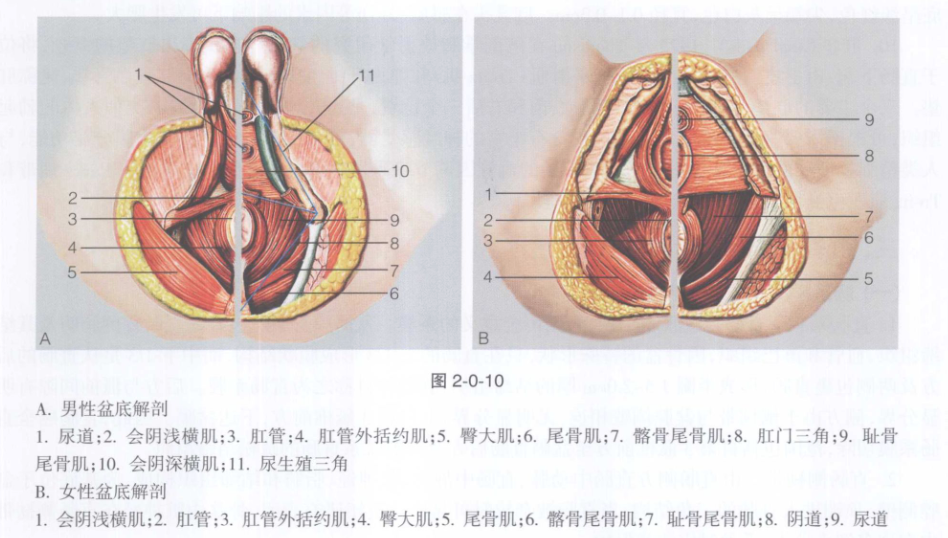 1
11
10
2
3
9
4
8
5
7
6
A
9
8
1
2
7
3
6
4
5
B
图 2-0-10
A. 男性盆底解剖
1. 尿道;2. 会阴浅横肌;3. 肛管;4. 肛管外括约肌;5. 臀大肌;6. 尾骨肌;7. 髂骨尾骨肌;8. 肛门三角;9. 耻骨
尾骨肌;10. 会阴深横肌;11. 尿生殖三角
B. 女性盆底解剖
1. 会阴浅横肌;2. 肛管;3. 肛管外括约肌;4. 臀大肌;5. 尾骨肌;6. 髂骨尾骨肌;7. 耻骨尾骨肌;8. 阴道;9. 尿道